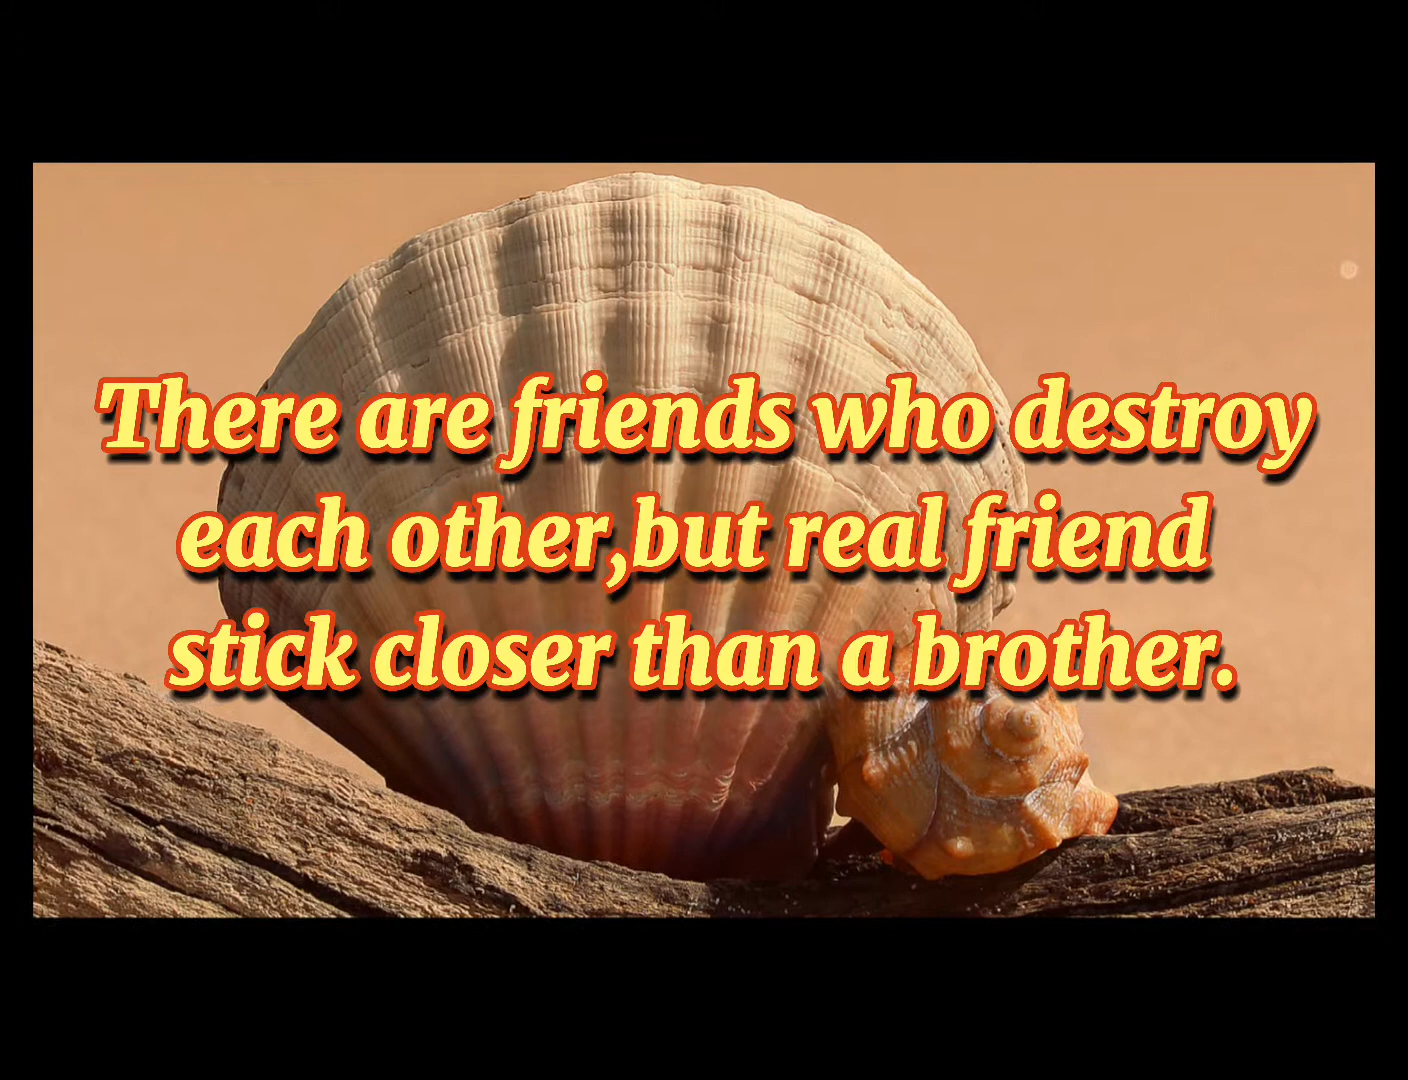 There are friends who destroy
each other,but real friend
stick closer than a brother.